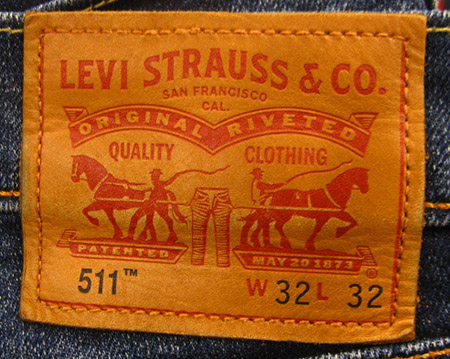 LEVI STRAUSS & CO.
SAN FRANCISCO
CAL.
ORIGINAL RIVETED
QUALITY CLOTHING
PATENTED MAY 20 1873
®
511™ W 32 L 32